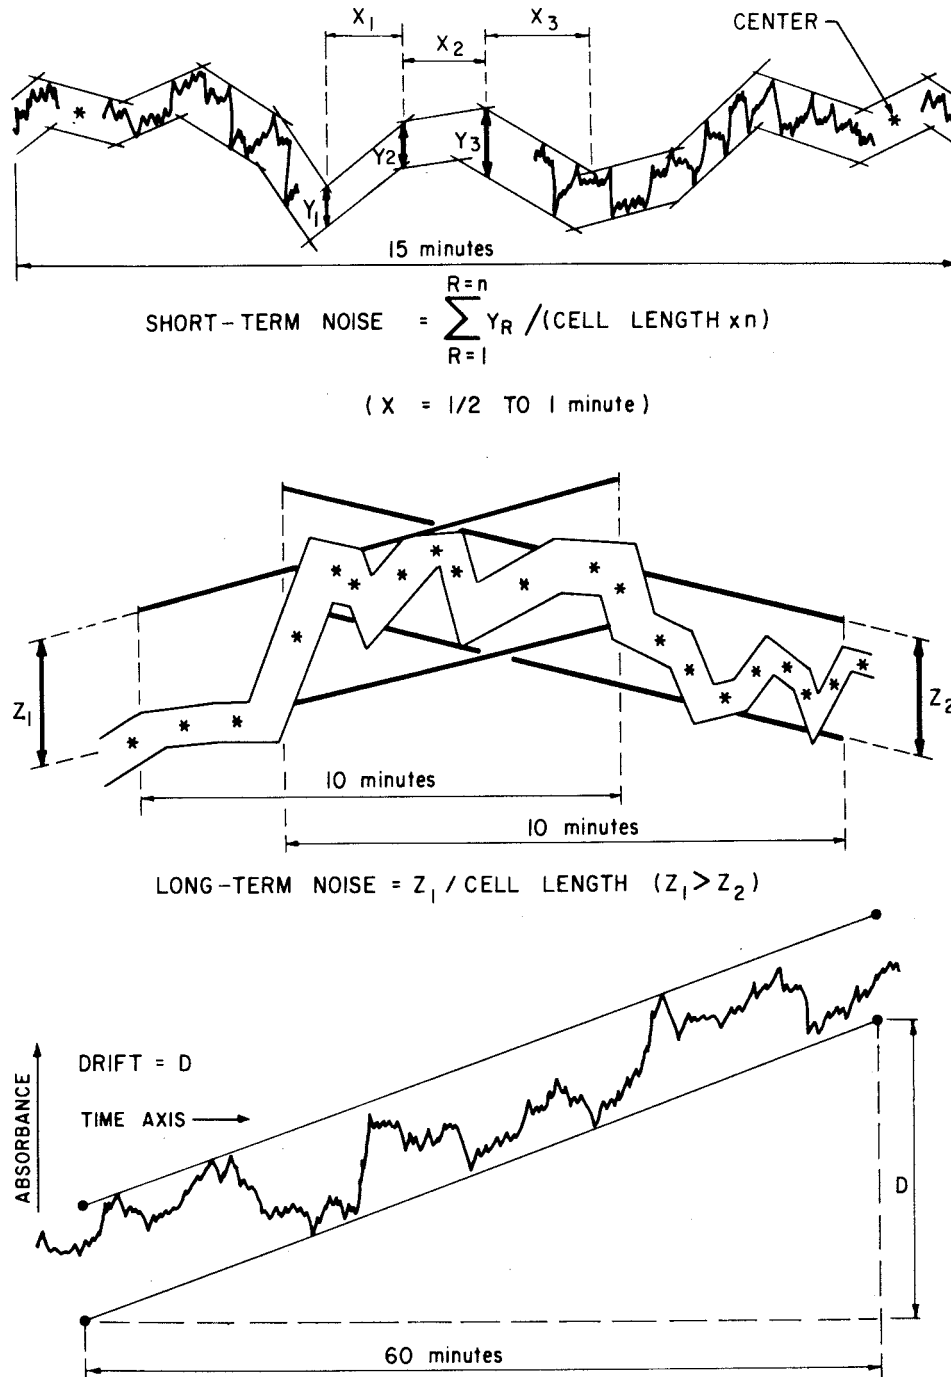 X1
X2
X3
CENTER
*
*
Y1
Y2
Y3
15 minutes
SHORT-TERM NOISE = R=n ∑ R=1 YR /(CELL LENGTH xn)
( X = 1/2 TO 1 minute )
Z1
Z2
10 minutes
10 minutes
LONG-TERM NOISE = Z1 / CELL LENGTH (Z1 > Z2)
ABSORBANCE
DRIFT = D
TIME AXIS
D
60 minutes